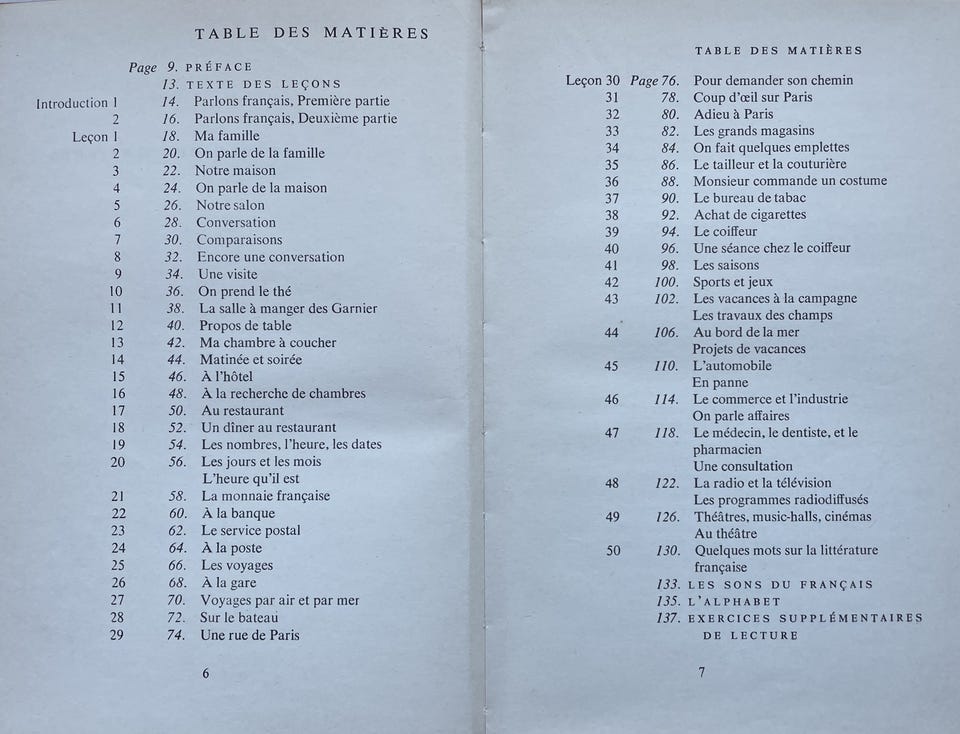 TABLE DES MATIÈRES
Page 9. PRÉFACE
13. TEXTE DES LEÇONS
Introduction 1 14. Parlons français, Première partie
2 16. Parlons français, Deuxième partie
Leçon 1 18. Ma famille
2 20. On parle de la famille
3 22. Notre maison
4 24. On parle de la maison
5 26. Notre salon
6 28. Conversation
7 30. Comparaisons
8 32. Encore une conversation
9 34. Une visite
10 36. On prend le thé
11 38. La salle à manger des Garnier
12 40. Propos de table
13 42. Ma chambre à coucher
14 44. Matinée et soirée
15 46. À l'hôtel
16 48. À la recherche de chambres
17 50. Au restaurant
18 52. Un dîner au restaurant
19 54. Les nombres, l'heure, les dates
20 56. Les jours et les mois
L'heure qu'il est
21 58. La monnaie française
22 60. À la banque
23 62. Le service postal
24 64. À la poste
25 66. Les voyages
26 68. À la gare
27 70. Voyages par air et par mer
28 72. Sur le bateau
29 74. Une rue de Paris
6
TABLE DES MATIÈRES
Leçon 30 Page 76. Pour demander son chemin
31 78. Coup d'œil sur Paris
32 80. Adieu à Paris
33 82. Les grands magasins
34 84. On fait quelques emplettes
35 86. Le tailleur et la couturière
36 88. Monsieur commande un costume
37 90. Le bureau de tabac
38 92. Achat de cigarettes
39 94. Le coiffeur
40 96. Une séance chez le coiffeur
41 98. Les saisons
42 100. Sports et jeux
43 102. Les vacances à la campagne
Les travaux des champs
44 106. Au bord de la mer
Projets de vacances
45 110. L'automobile
En panne
46 114. Le commerce et l'industrie
On parle affaires
47 118. Le médecin, le dentiste, et le
pharmacien
Une consultation
48 122. La radio et la télévision
Les programmes radiodiffusés
49 126. Théâtres, music-halls, cinémas
Au théâtre
50 130. Quelques mots sur la littérature
française
133. LES SONS DU FRANÇAIS
135. L'ALPHABET
137. EXERCICES SUPPLÉMENTAIRES
DE LECTURE
7